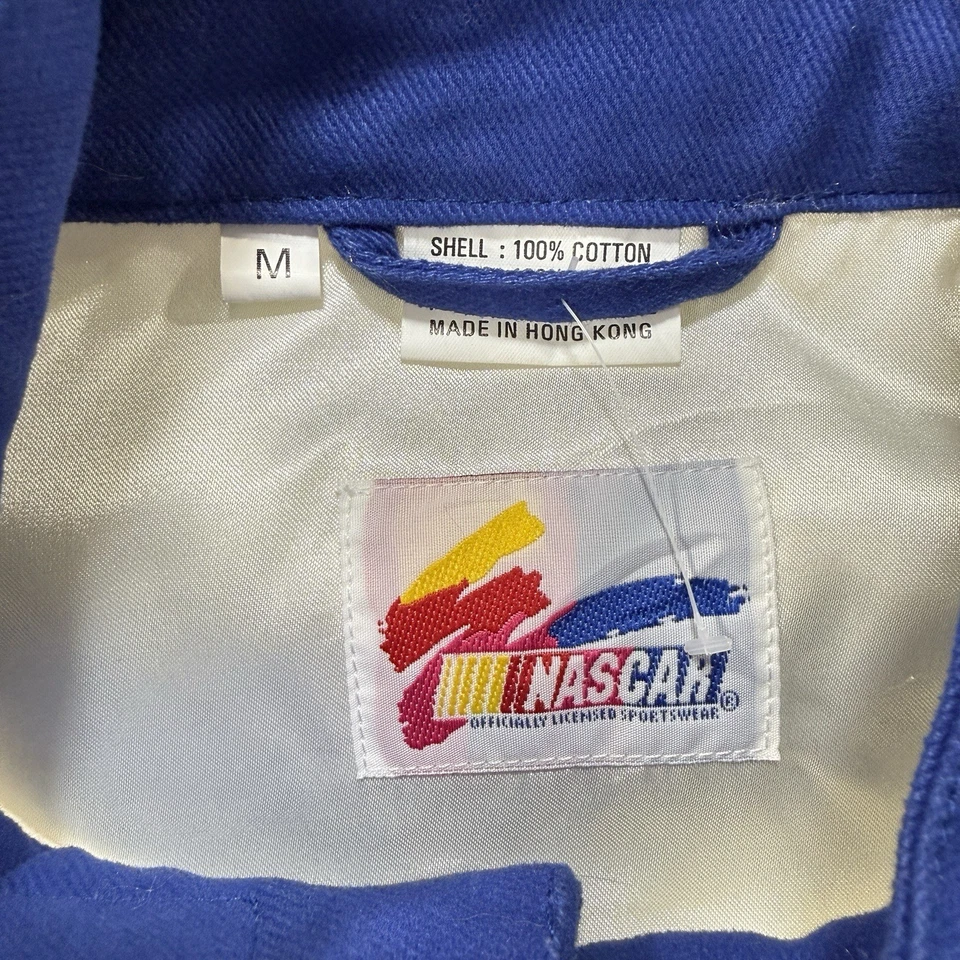 M
SHELL : 100% COTTON
MADE IN HONG KONG
NASCAR®
OFFICIALLY LICENSED SPORTSWEAR